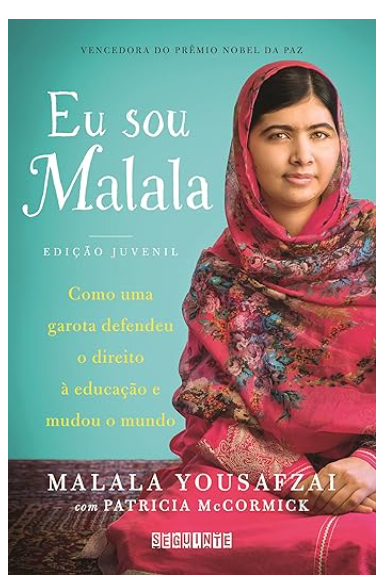 VENCEDORA DO PRÊMIO NOBEL DA PAZ
Eu sou
Malala
EDIÇÃO JUVENIL
Como uma
garota defendeu
o direito
à educação e
mudou o mundo
MALALA YOUSAFZAI
com PATRICIA McCORMICK
SEGUINTE